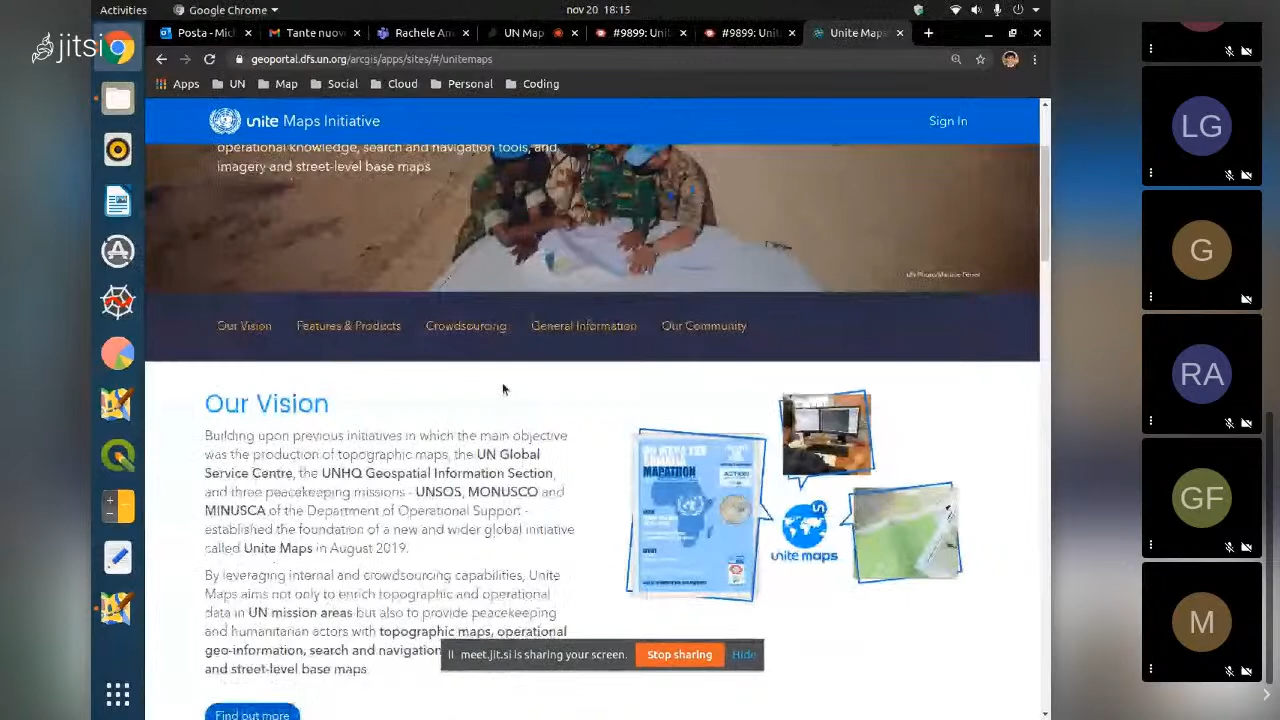 Activities
Google Chrome
nov 20 18:15
jitsi
Posta - Mich
Tante nuov
Rachele Am
UN Map
#9899: Unit
#9899: Unit
Unite Maps
geoportal.dfs.un.org/arcgis/apps/sites/#/unitemaps
Apps
UN
Map
Social
Cloud
Personal
Coding
unite Maps Initiative
Sign In
operational knowledge, search and navigation tools, and
imagery and street-level base maps
Our Vision
Features & Products
Crowdsourcing
General Information
Our Community
Our Vision
Building upon previous initiatives in which the main objective
was the production of topographic maps, the UN Global
Service Centre, the UNHQ Geospatial Information Section,
and three peacekeeping missions - UNSOS, MONUSCO and
MINUSCA of the Department of Operational Support -
established the foundation of a new and wider global initiative
called Unite Maps in August 2019.
By leveraging internal and crowdsourcing capabilities, Unite
Maps aims not only to enrich topographic and operational
data in UN mission areas but also to provide peacekeeping
and humanitarian actors with topographic maps, operational
geo-information, search and navigation
and street-level base maps
Find out more
MAPATHON
ACTION
unite maps
meet.jit.si is sharing your screen.
Stop sharing
Hide
LG
G
RA
GF
M